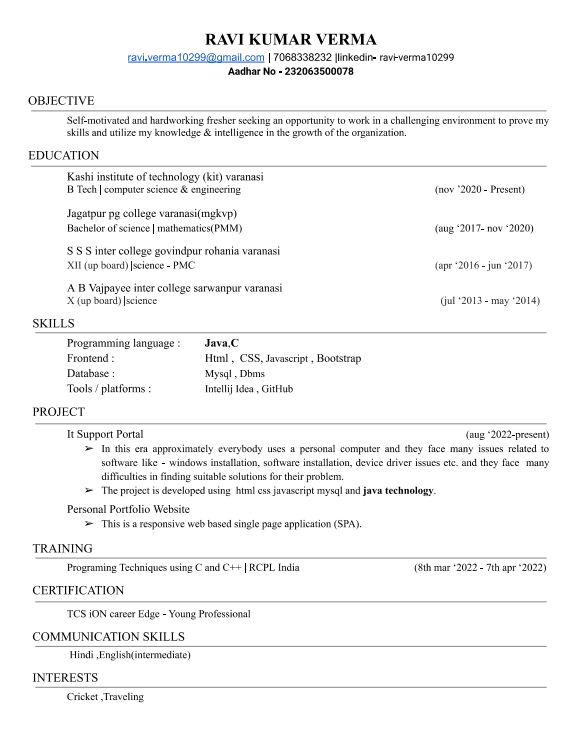 RAVI KUMAR VERMA
ravi.verma10299@gmail.com | 7068338232 |linkedin- ravi-verma10299
Aadhar No - 232063500078
OBJECTIVE
Self-motivated and hardworking fresher seeking an opportunity to work in a challenging environment to prove my
skills and utilize my knowledge & intelligence in the growth of the organization.
EDUCATION
Kashi institute of technology (kit) varanasi
B Tech | computer science & engineering (nov ‘2020 - Present)
Jagatpur pg college varanasi(mgkvp)
Bachelor of science | mathematics(PMM) (aug ‘2017- nov ‘2020)
S S S inter college govindpur rohania varanasi
XII (up board) |science - PMC (apr ‘2016 - jun ‘2017)
A B Vajpayee inter college sarwanpur varanasi
X (up board) |science (jul ‘2013 - may ‘2014)
SKILLS
Programming language : Java,C
Frontend : Html , CSS, Javascript , Bootstrap
Database : Mysql , Dbms
Tools / platforms : Intellij Idea , GitHub
PROJECT
It Support Portal (aug ‘2022-present)
➢ In this era approximately everybody uses a personal computer and they face many issues related to
software like - windows installation, software installation, device driver issues etc. and they face many
difficulties in finding suitable solutions for their problem.
➢ The project is developed using html css javascript mysql and java technology.
Personal Portfolio Website
➢ This is a responsive web based single page application (SPA).
TRAINING
Programing Techniques using C and C++ | RCPL India (8th mar ‘2022 - 7th apr ‘2022)
CERTIFICATION
TCS iON career Edge - Young Professional
COMMUNICATION SKILLS
Hindi ,English(intermediate)
INTERESTS
Cricket ,Traveling